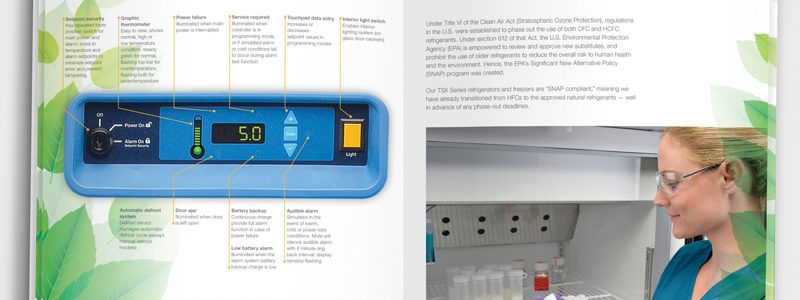 Setpoint security
Key-operated triple
position switch for
main power and
alarm; locks in
temperature and
alarm setpoints to
minimize setpoint
error and prevent
tampering
Graphic
thermometer
Easy to view, shows
normal, high or
low temperature
condition: steady
green for normal;
flashing top bar for
overtemperature,
flashing bulb for
undertemperature
Power failure
Illuminated when main
power is interrupted
Service required
Illuminated when
controller is in
programming mode,
or if simulated warm
or cold conditions fail to
occur during alarm
test function
Touchpad data entry
Increases or
decreases
setpoint values in
programming modes
Interior light switch
Enables
interior
lighting system (on
glass door cabinets)
Off
Power On
Alarm On
Setpoint Security
5.0
+
Scan
−
Light
Automatic defrost
system
Defrost sensor
manages automatic
defrost cycle (except
manual defrost
models)
Door ajar
Illuminated when door
is left open
Battery backup
Continuous charge
provide full alarm
function in case of
power failure
Low battery alarm
Illuminated when the
alarm system battery
backup charge is low
Audible alarm
Simulates in the
event of warm,
cold or power loss
conditions. Mute will
silence audible alarm
with 6 minute ring
back interval; display
remains flashing
Under Title VI of the Clean Air Act (Stratospheric Ozone Protection), regulations
in the U.S. were established to phase out the use of both CFC and HCFC
refrigerants. Under section 612 of that Act, the U.S. Environmental Protection
Agency (EPA) is empowered to review and approve new substitutes, and
prohibit the use of older refrigerants to reduce the overall risk to human health
and the environment. Hence, the EPA's Significant New Alternative Policy
(SNAP) program was created.
Our TSX Series refrigerators and freezers are "SNAP compliant," meaning we
have already transitioned from HFCs to the approved natural refrigerants — well
in advance of any phase-out deadlines.